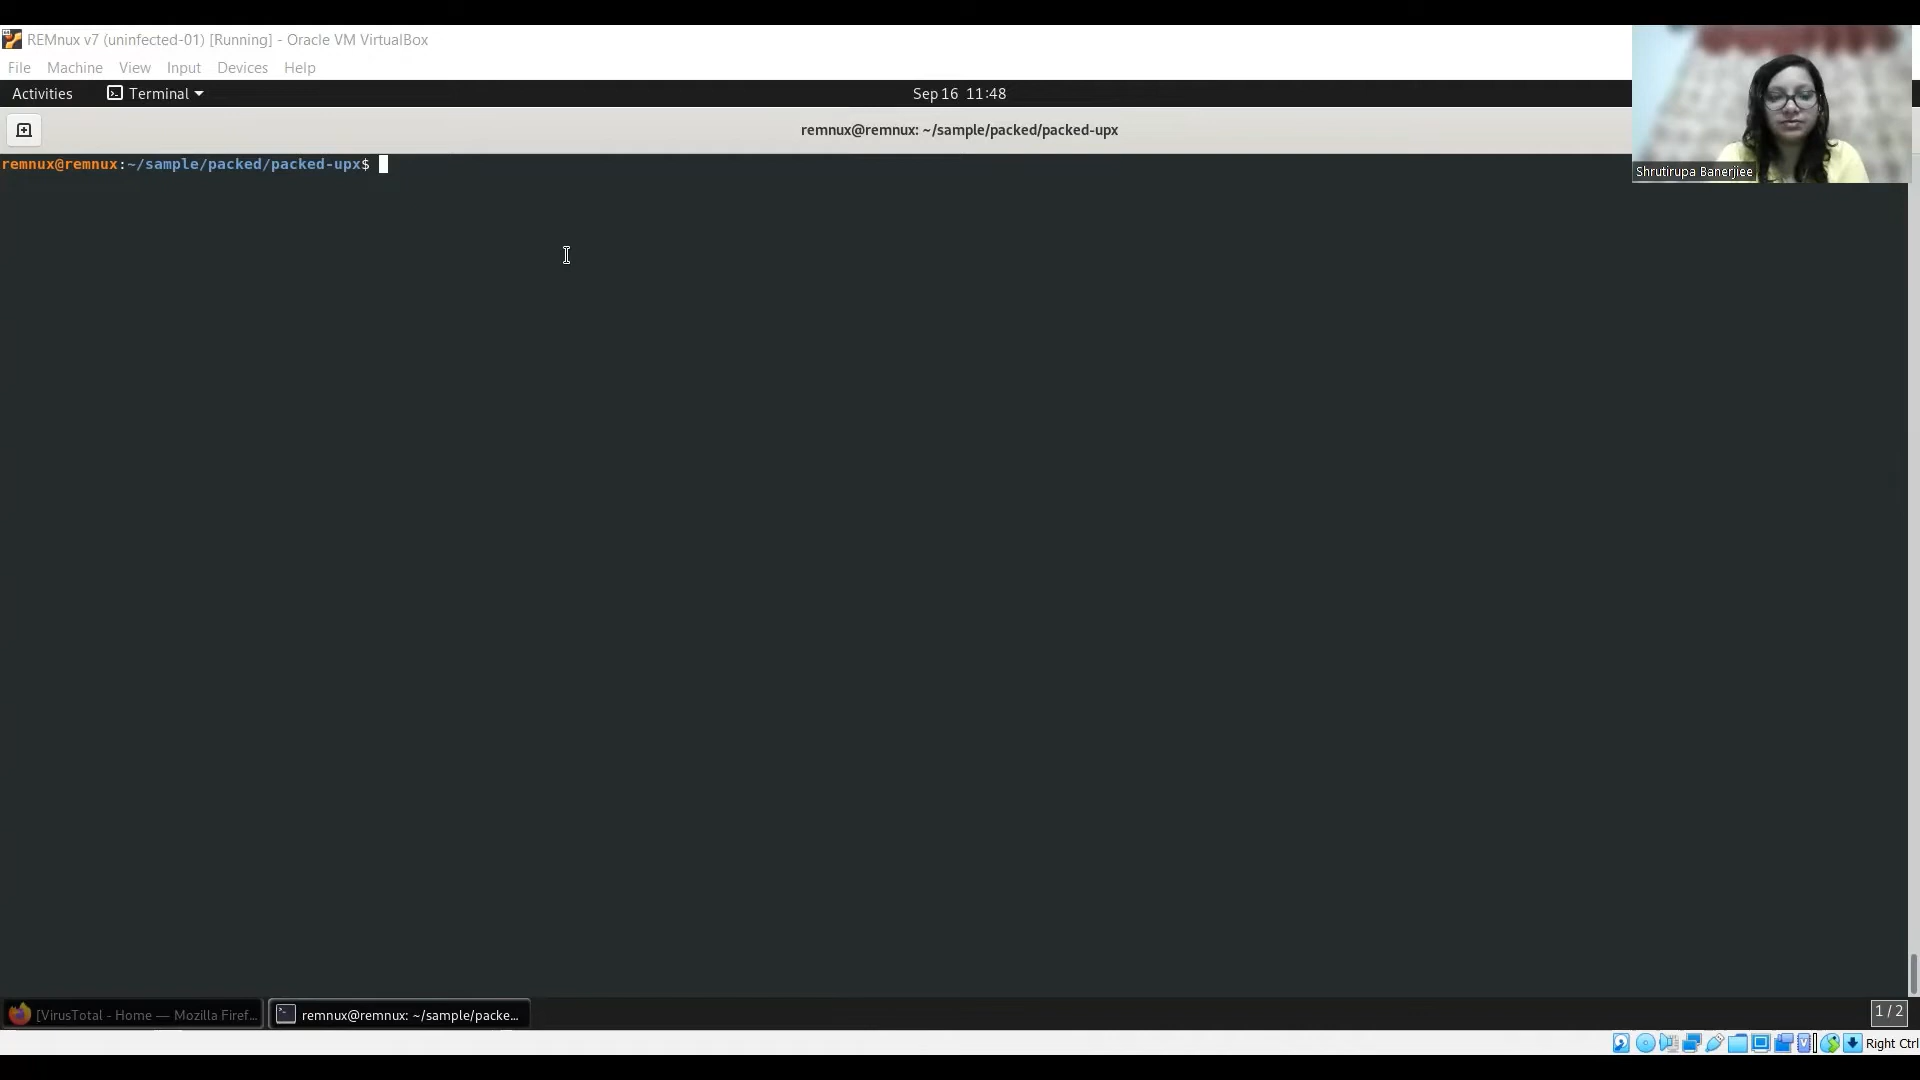 REMnux v7 (uninfected-01) [Running] - Oracle VM VirtualBox
File Machine View Input Devices Help
Activities Terminal Sep 16 11:48
remnux@remnux: ~/sample/packed/packed-upx
remnux@remnux:~/sample/packed/packed-upx$
Shrutirupa Banerjiee
[VirusTotal - Home — Mozilla Firef... remnux@remnux: ~/sample/packe... 1 / 2
Right Ctrl